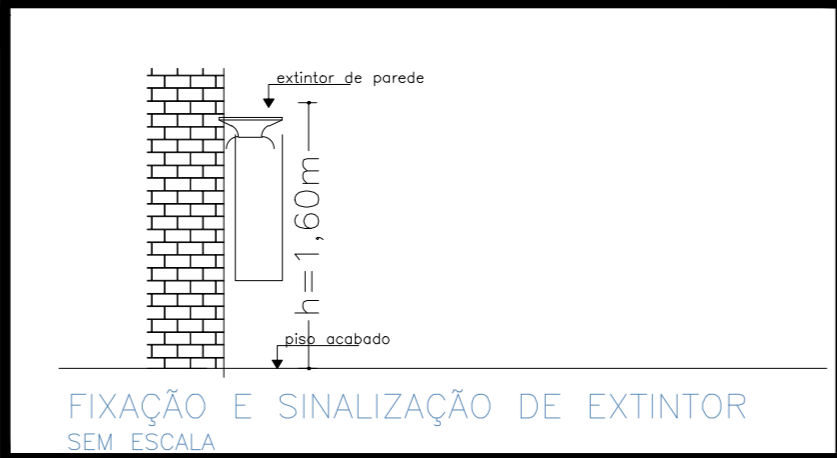 extintor de parede
h=1,60m
piso acabado
FIXAÇÃO E SINALIZAÇÃO DE EXTINTOR
SEM ESCALA